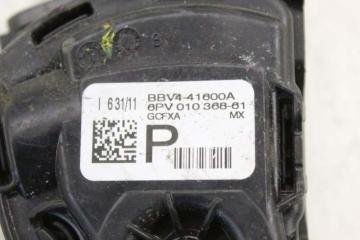 I 631/11 BBV4-41600A
6PV 010 368-61
GCFXA MX
P